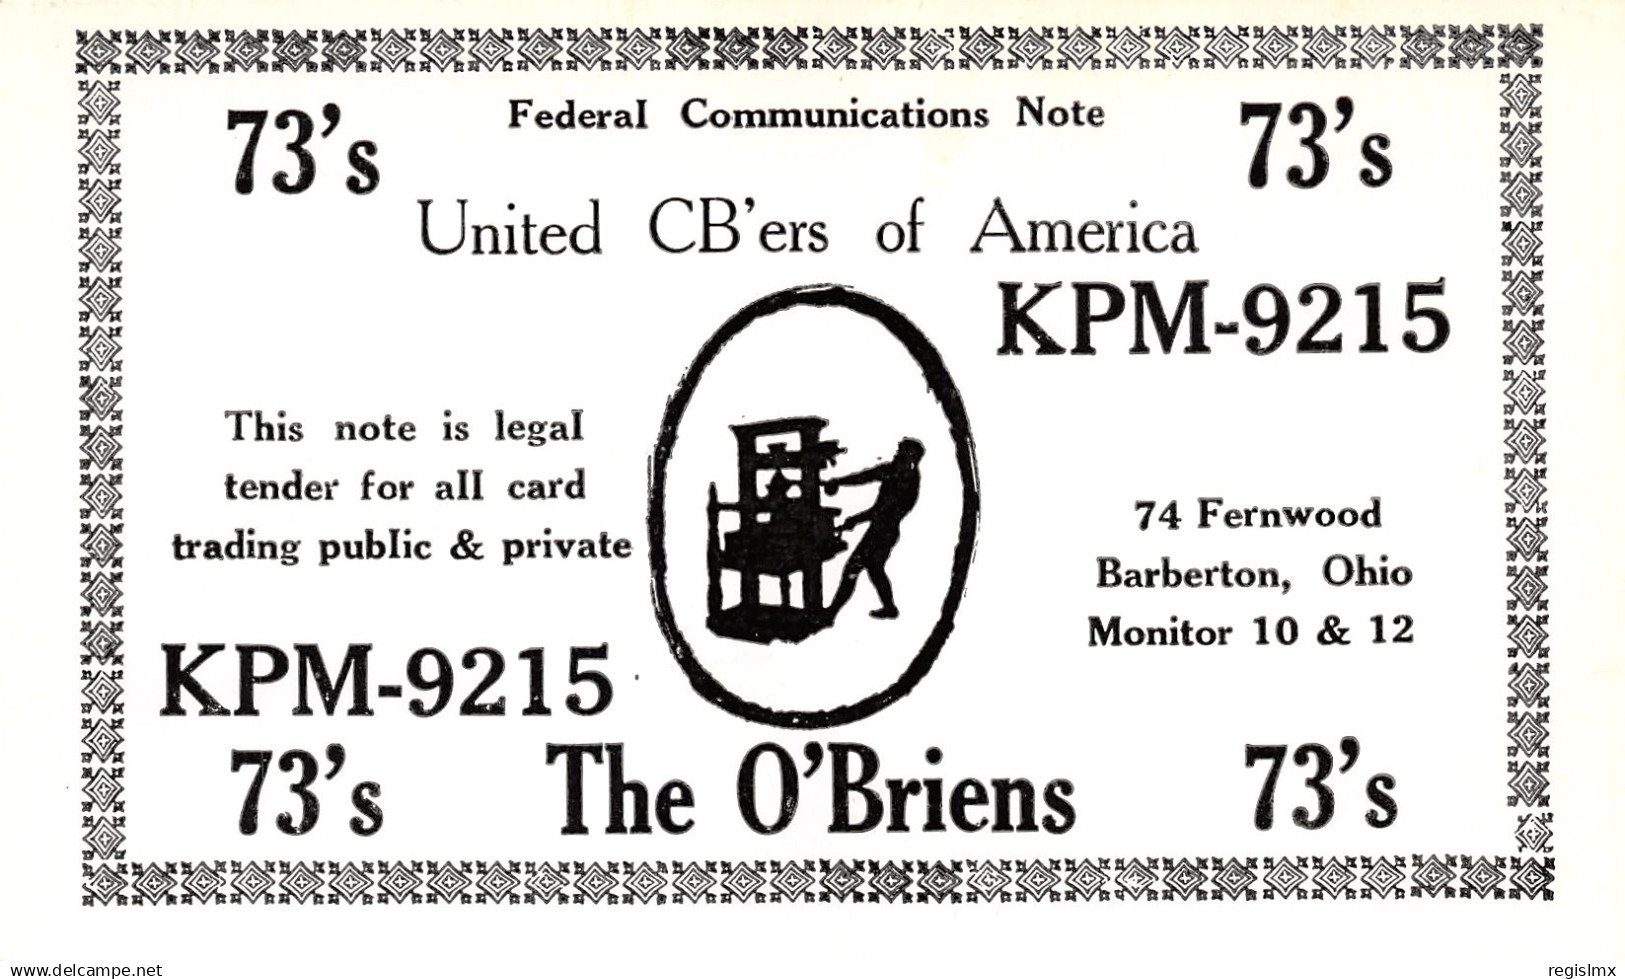 73's Federal Communications Note 73's
United CB'ers of America
KPM-9215
This note is legal
tender for all card
trading public & private
74 Fernwood
Barberton, Ohio
Monitor 10 & 12
KPM-9215
73's The O'Briens 73's
www.delcampe.net
regislmx